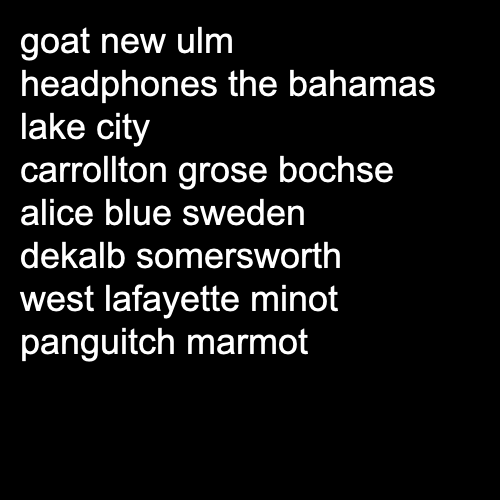 goat new ulm
headphones the bahamas
lake city
carrollton grose bochse
alice blue sweden
dekalb somersworth
west lafayette minot
panguitch marmot